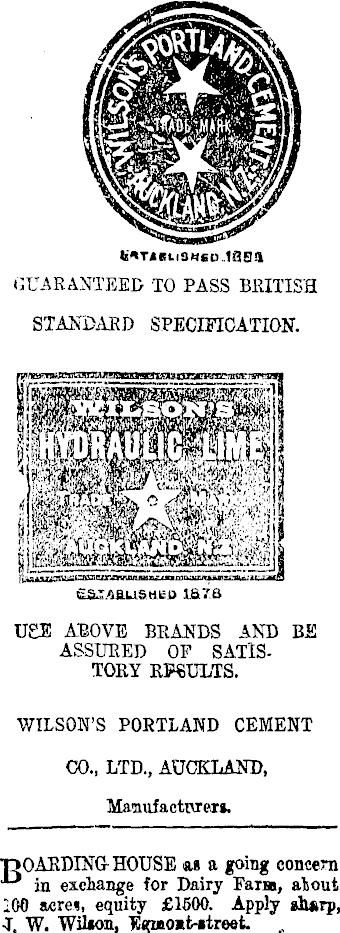 WILSON'S PORTLAND CEMENT
TRADE MARK
AUCKLAND, N.Z.
ESTABLISHED
GUARANTEED TO PASS BRITISH
STANDARD SPECIFICATION.
WILSON'S
HYDRAULIC LIME
TRADE MARK
AUCKLAND N.Z.
ESTABLISHED 1878
USE ABOVE BRANDS AND BE
ASSURED OF SATIS-
TORY RESULTS.
WILSON'S PORTLAND CEMENT
CO., LTD., AUCKLAND,
Manufacturers.
BOARDING-HOUSE as a going concern
in exchange for Dairy Farm, about
100 acres, equity £1500. Apply sharp,
J. W. Wilson, Egmont-street.